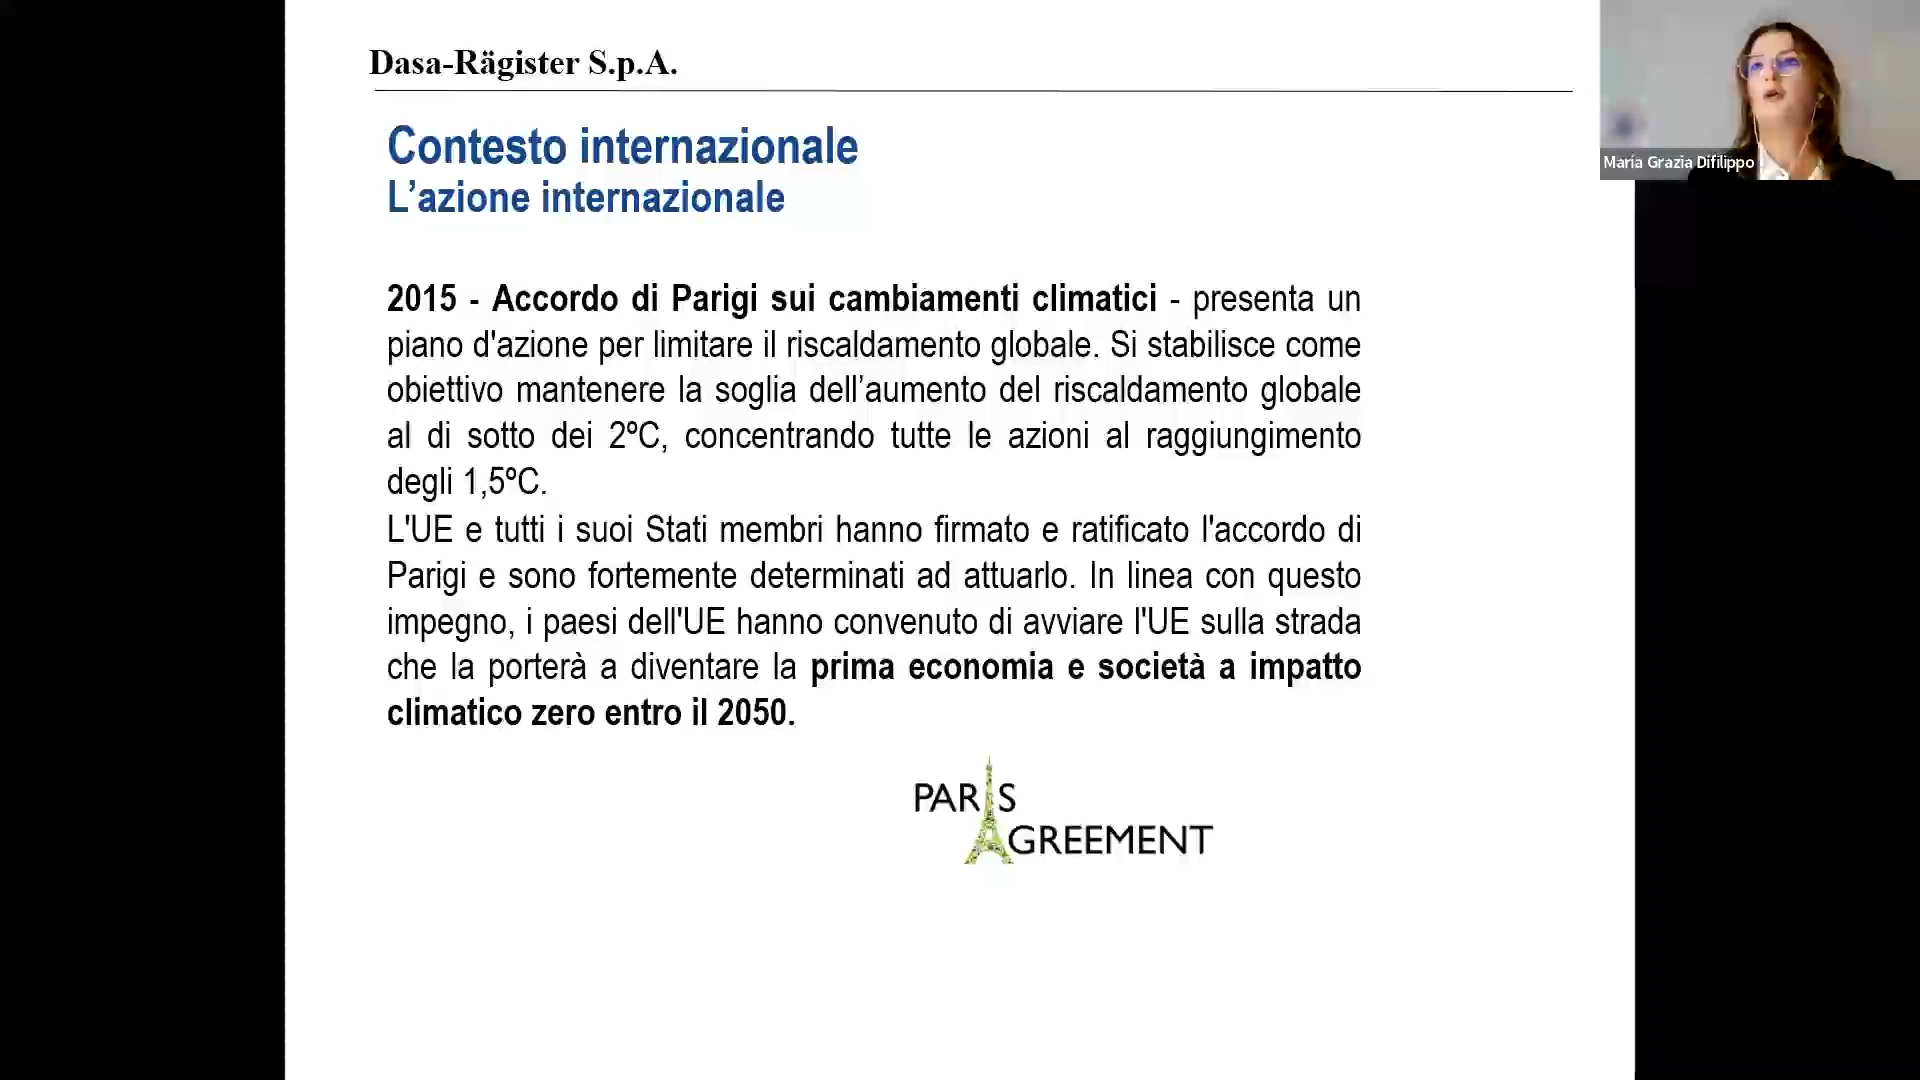 Dasa-Rägister S.p.A.
Contesto internazionale
L’azione internazionale
2015 - Accordo di Parigi sui cambiamenti climatici - presenta un
piano d'azione per limitare il riscaldamento globale. Si stabilisce come
obiettivo mantenere la soglia dell’aumento del riscaldamento globale
al di sotto dei 2ºC, concentrando tutte le azioni al raggiungimento
degli 1,5ºC.
L'UE e tutti i suoi Stati membri hanno firmato e ratificato l'accordo di
Parigi e sono fortemente determinati ad attuarlo. In linea con questo
impegno, i paesi dell'UE hanno convenuto di avviare l'UE sulla strada
che la porterà a diventare la prima economia e società a impatto
climatico zero entro il 2050.
PARIS
AGREEMENT
Maria Grazia Difilippo